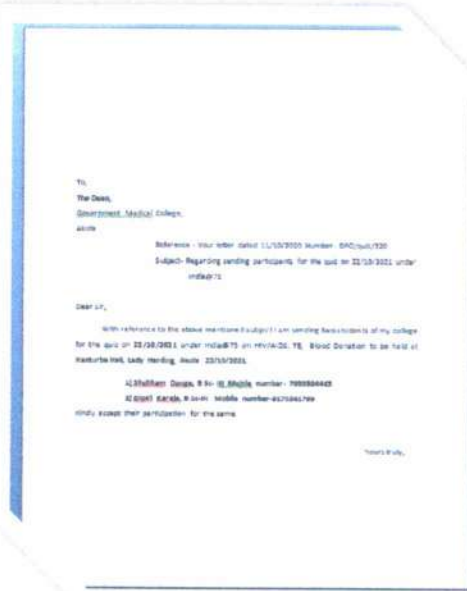 To,
The Dean,
Government Medical College,
Akola
Reference - Your letter dated 11/10/2020 Number- DPO/quiz/320
Subject- Regarding sending participants for the quiz on 22/10/2021 under
india@75
Dear sir,
With reference to the above mentioned subject I am sending two students of my college
for the quiz on 22/10/2021 under India@75 on HIV/AIDS, TB, Blood Donation to be held at
Kasturba Hall, Lady Harding, Akola 22/10/2021
1) Shubham Dange, B.Sc- III Mobile number-
2) Karale, B.Sc-III Mobile number-
Kindly accept their participation for the same
Yours truly,